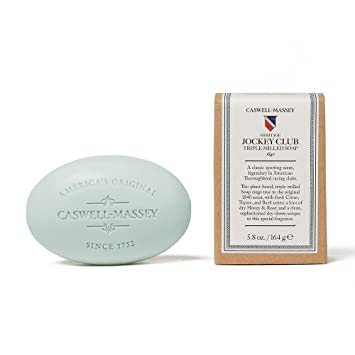 AMERICA'S ORIGINAL
CASWELL-MASSEY
SINCE 1752
CASWELL-MASSEY
HERITAGE
JOCKEY CLUB
TRIPLE MILLED SOAP
A classic sporting scent,
legendary in American
Thoroughbred racing clubs.
This plant-based, triple-milled
Soap rings true to the original
1840 scent, with fresh Citrus,
Thyme, and Basil notes; a hint of
dry Honey & Rose; and a clean,
sophisticated dry-down unique
to this special fragrance.
5.8 oz. / 164 g ℮